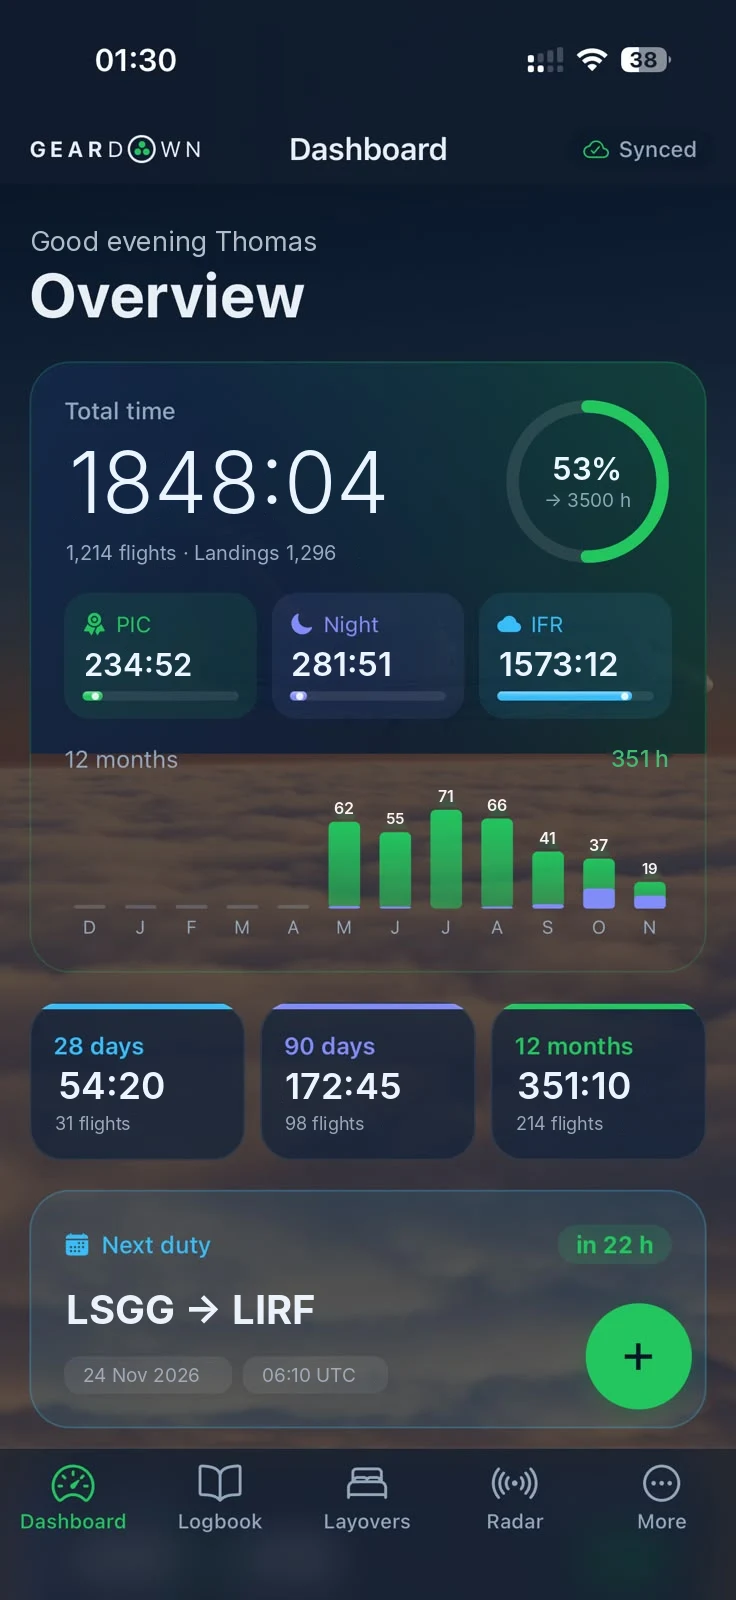 01:30
38
GEARDOWN
Dashboard
Synced
Good evening Thomas
Overview
Total time
1848:04
53%
→ 3500 h
1,214 flights · Landings 1,296
PIC
234:52
Night
281:51
IFR
1573:12
12 months
351 h
62 55 71 66 41 37 19
D J F M A M J J A S O N
28 days
54:20
31 flights
90 days
172:45
98 flights
12 months
351:10
214 flights
Next duty
in 22 h
LSGG → LIRF
24 Nov 2026
06:10 UTC
+
Dashboard
Logbook
Layovers
Radar
More